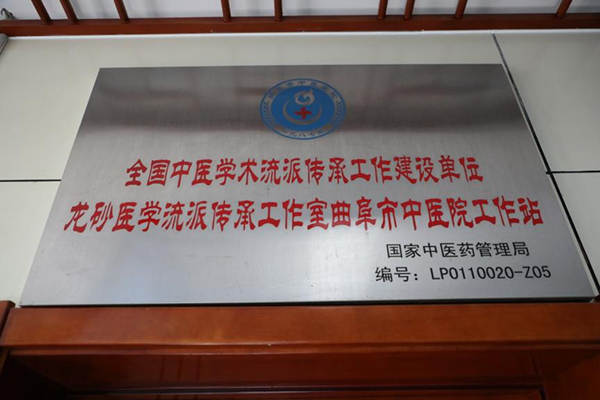 全国中医学术流派传承工作建设单位
龙砂医学流派传承工作室曲阜市中医院工作站
国家中医药管理局
编号：LP0110020-Z05